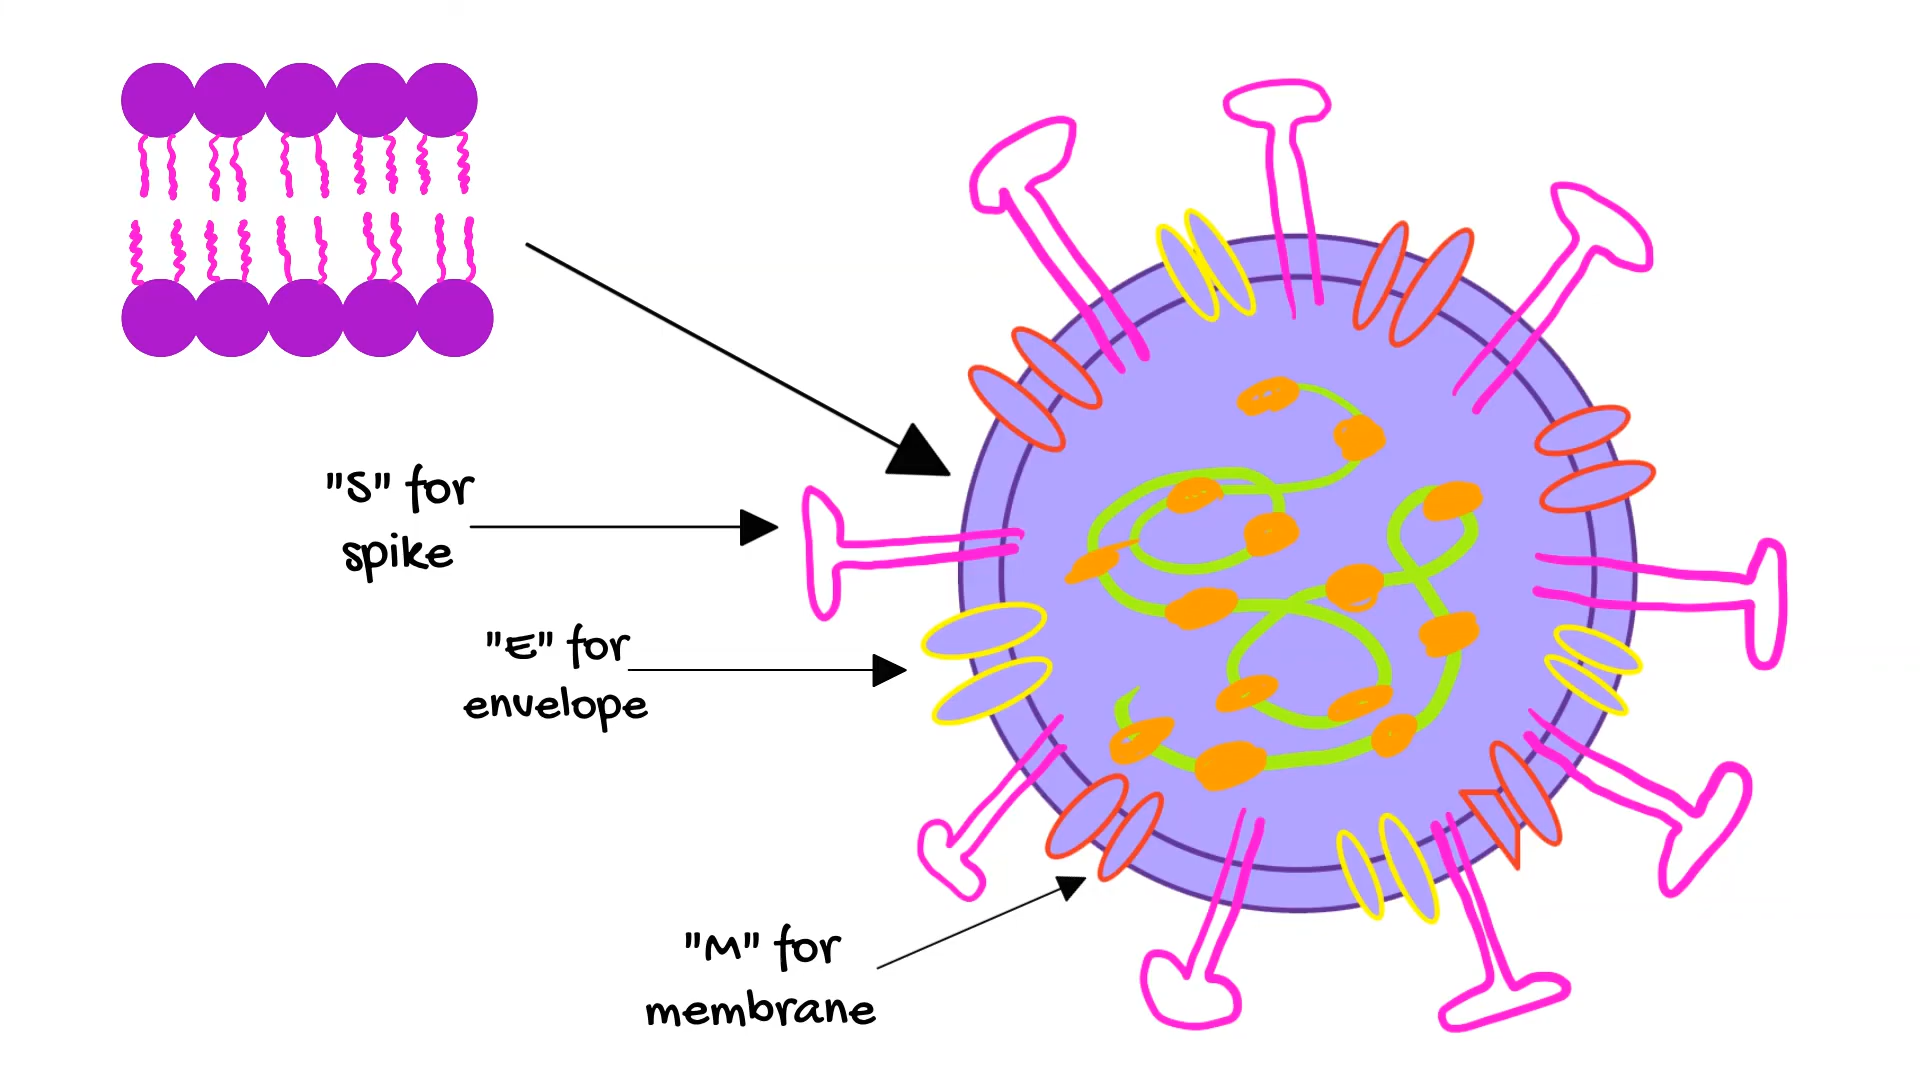 "S" for
spike
"E" for
envelope
"M" for
membrane